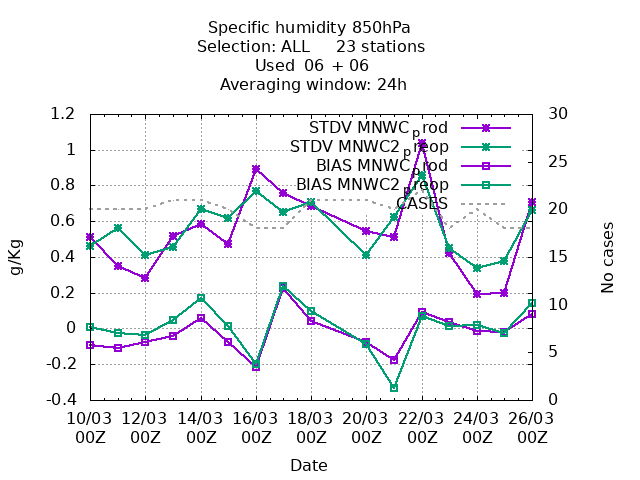 Specific humidity 850hPa
Selection: ALL 23 stations
Used 06 + 06
Averaging window: 24h
1.2
1
0.8
0.6
0.4
0.2
0
-0.2
-0.4
g/Kg
STDV MNWC_prod
STDV MNWC2_preop
BIAS MNWC_prod
BIAS MNWC2_preop
CASES
30
25
20
15
10
5
0
No cases
10/03 12/03 14/03 16/03 18/03 20/03 22/03 24/03 26/03
00Z 00Z 00Z 00Z 00Z 00Z 00Z 00Z 00Z
Date